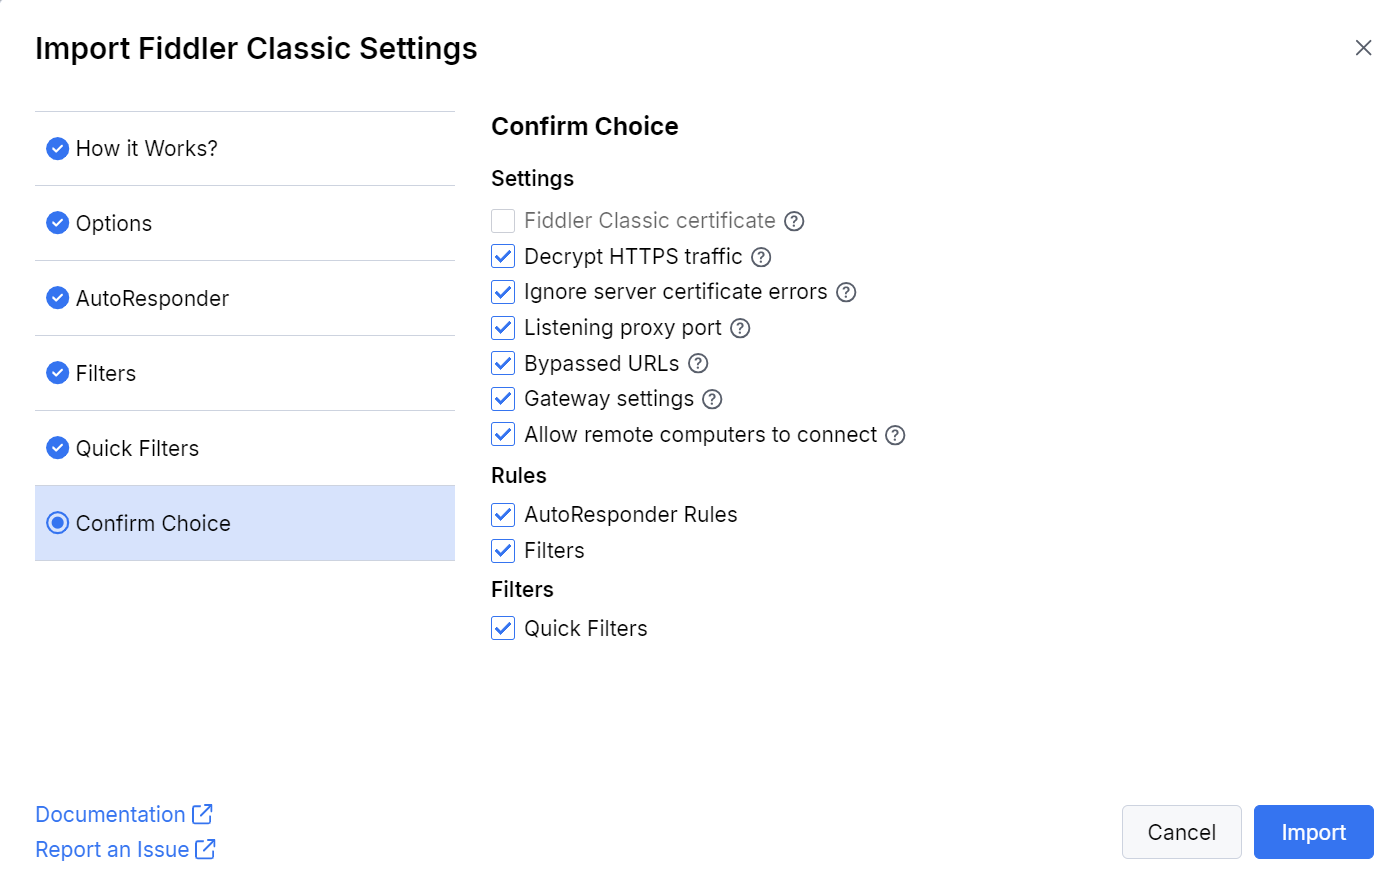 Import Fiddler Classic Settings
How it Works?
Options
AutoResponder
Filters
Quick Filters
Confirm Choice
Confirm Choice
Settings
Fiddler Classic certificate
Decrypt HTTPS traffic
Ignore server certificate errors
Listening proxy port
Bypassed URLs
Gateway settings
Allow remote computers to connect
Rules
AutoResponder Rules
Filters
Filters
Quick Filters
Documentation
Report an Issue
Cancel
Import